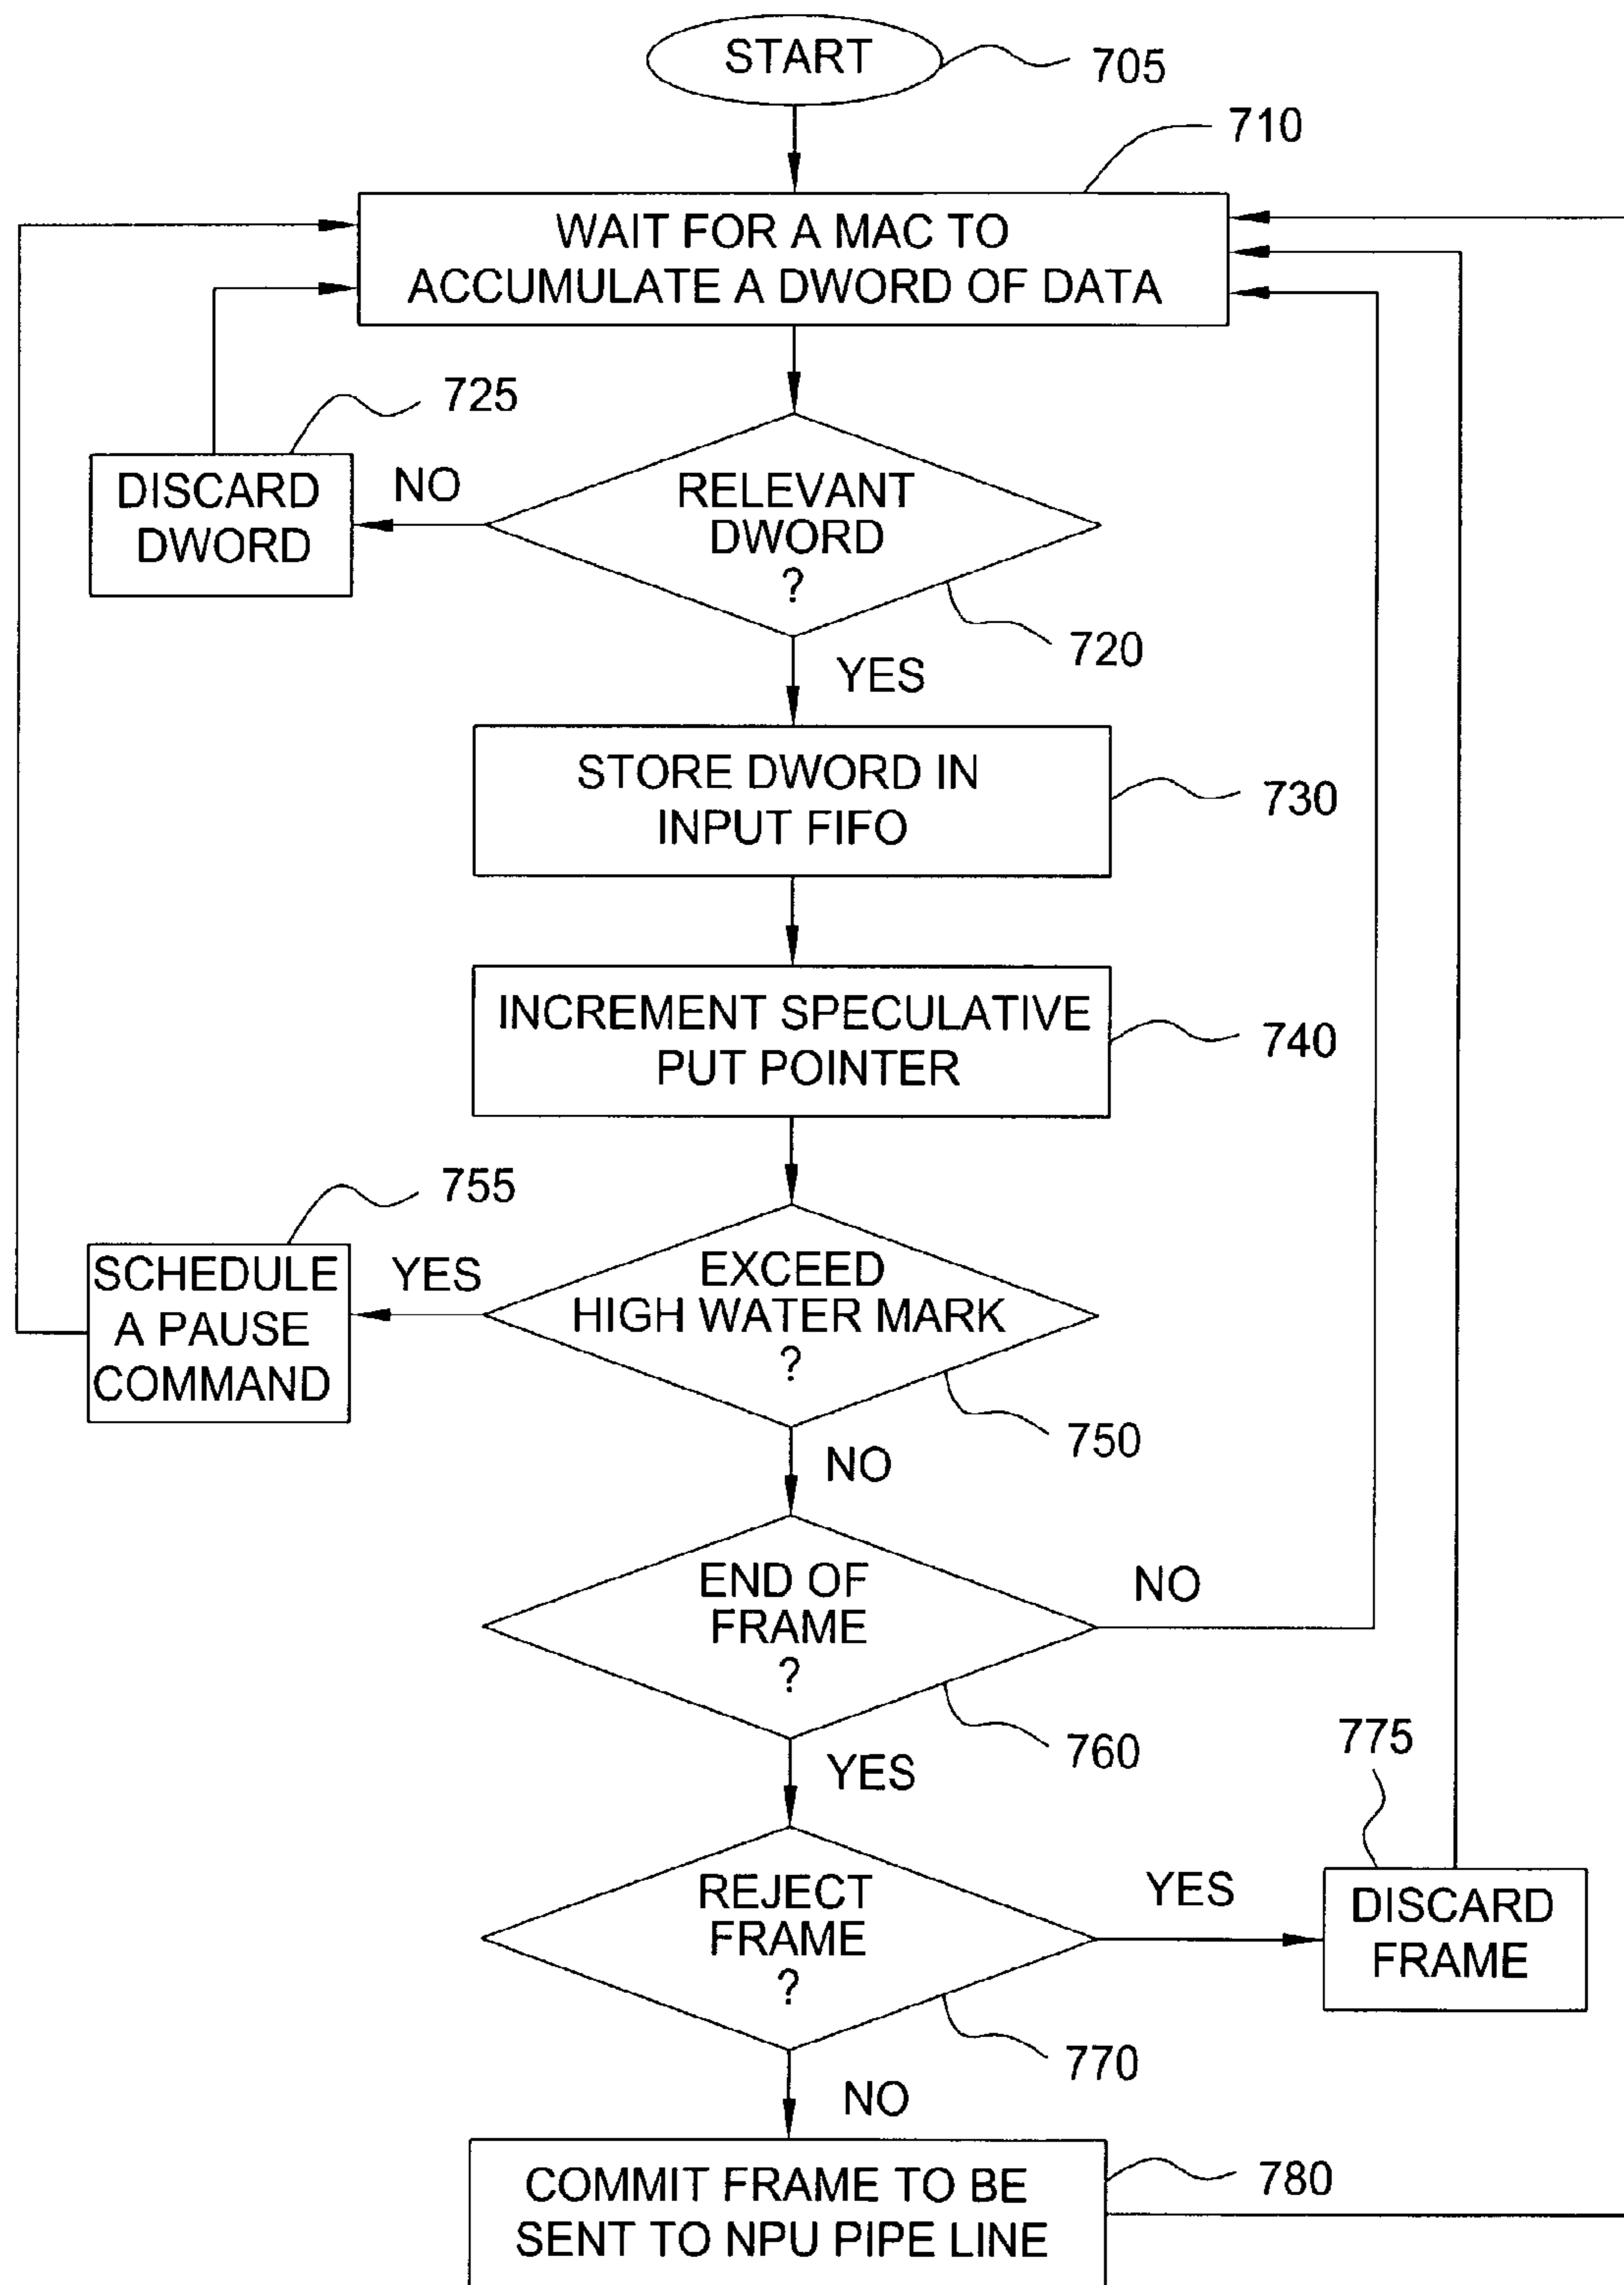 START
705
710
WAIT FOR A MAC TO
ACCUMULATE A DWORD OF DATA
725
DISCARD
DWORD
NO
RELEVANT
DWORD
?
720
YES
STORE DWORD IN
INPUT FIFO
730
INCREMENT SPECULATIVE
PUT POINTER
740
755
SCHEDULE
A PAUSE
COMMAND
YES
EXCEED
HIGH WATER MARK
?
750
NO
END OF
FRAME
?
NO
760
YES
775
REJECT
FRAME
?
YES
DISCARD
FRAME
770
NO
COMMIT FRAME TO BE
SENT TO NPU PIPE LINE
780